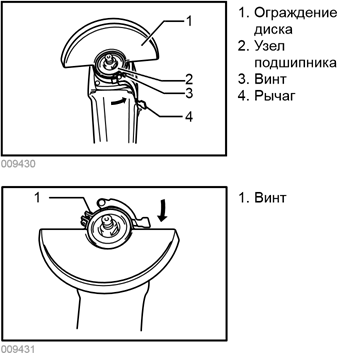 1
2
3
4
009430
1. Ограждение
диска
2. Узел
подшипника
3. Винт
4. Рычаг
1
009431
1. Винт